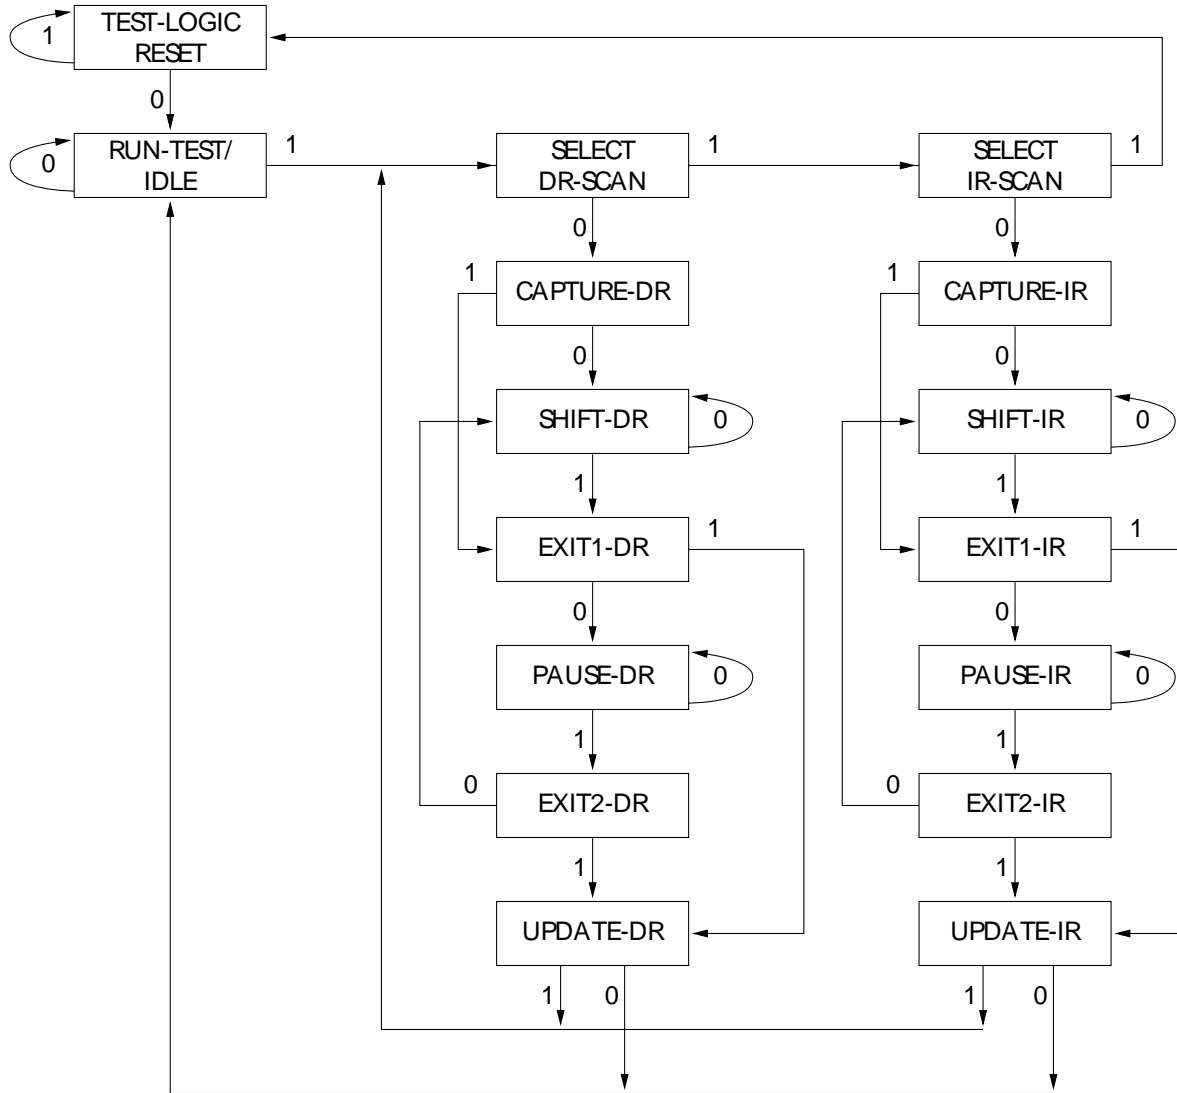 TEST-LOGIC
RESET
1
0
RUN-TEST/
IDLE
0
1
SELECT
DR-SCAN
1
SELECT
IR-SCAN
1
0
0
1
CAPTURE-DR
1
CAPTURE-IR
0
0
SHIFT-DR
0
SHIFT-IR
0
1
1
EXIT1-DR
1
EXIT1-IR
1
0
0
PAUSE-DR
0
PAUSE-IR
0
1
1
0
EXIT2-DR
0
EXIT2-IR
1
1
UPDATE-DR
UPDATE-IR
1
0
1
0